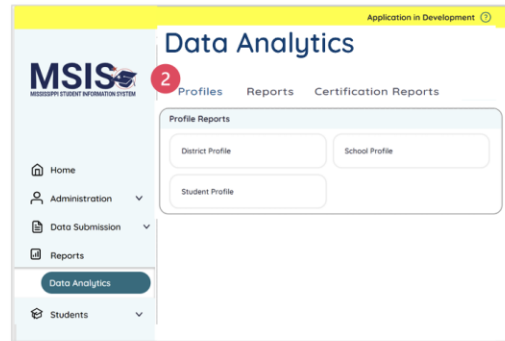 Application in Development ?
Data Analytics
MSIS
MISSISSIPPI STUDENT INFORMATION SYSTEM
2
Profiles Reports Certification Reports
Profile Reports
District Profile School Profile
Student Profile
Home
Administration
Data Submission
Reports
Data Analytics
Students